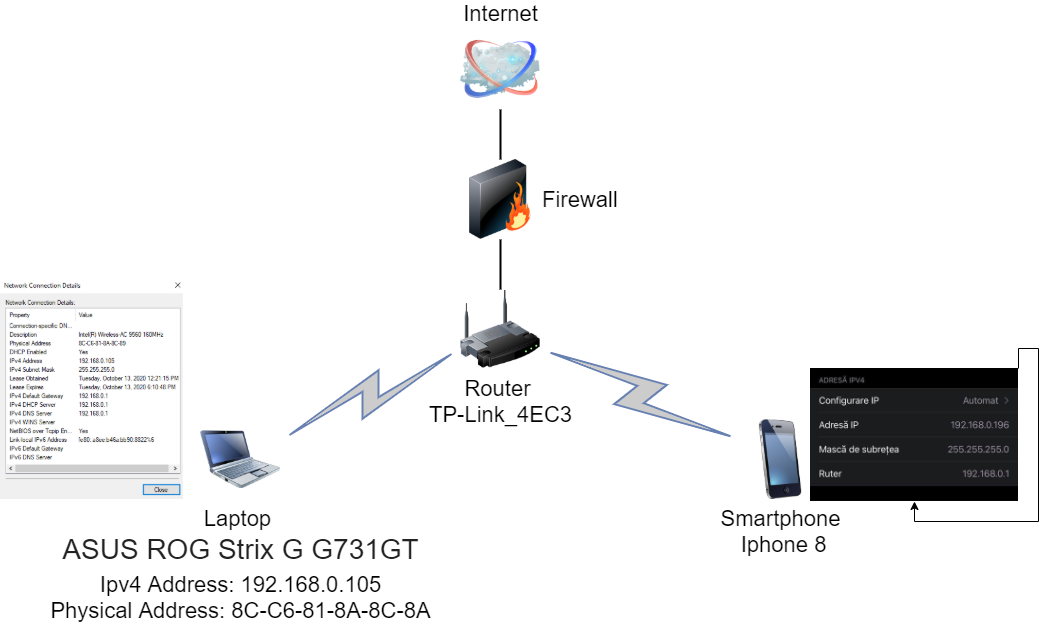 Internet
Firewall
Network Connection Details
Network Connection Details:
Property Value
Connection-specific DN...
Description Intel(R) Wireless-AC 9560 160MHz
Physical Address 8C-C6-81-8A-8C-89
DHCP Enabled Yes
IPv4 Address 192.168.0.105
IPv4 Subnet Mask 255.255.255.0
Lease Obtained Tuesday, October 13, 2020 12:21:15 PM
Lease Expires Tuesday, October 13, 2020 6:10:48 PM
IPv4 Default Gateway 192.168.0.1
IPv4 DHCP Server 192.168.0.1
IPv4 DNS Server 192.168.0.1
IPv4 WINS Server
NetBIOS over Tcpip En... Yes
Link-local IPv6 Address
IPv6 Default Gateway
IPv6 DNS Server
Close
Router
TP-Link_4EC3
ADRESĂ IPV4
Configurare IP Automat >
Adresă IP 192.168.0.196
Mască de subrețea 255.255.255.0
Ruter 192.168.0.1
Laptop
ASUS ROG Strix G G731GT
Ipv4 Address: 192.168.0.105
Physical Address: 8C-C6-81-8A-8C-8A
Smartphone
Iphone 8